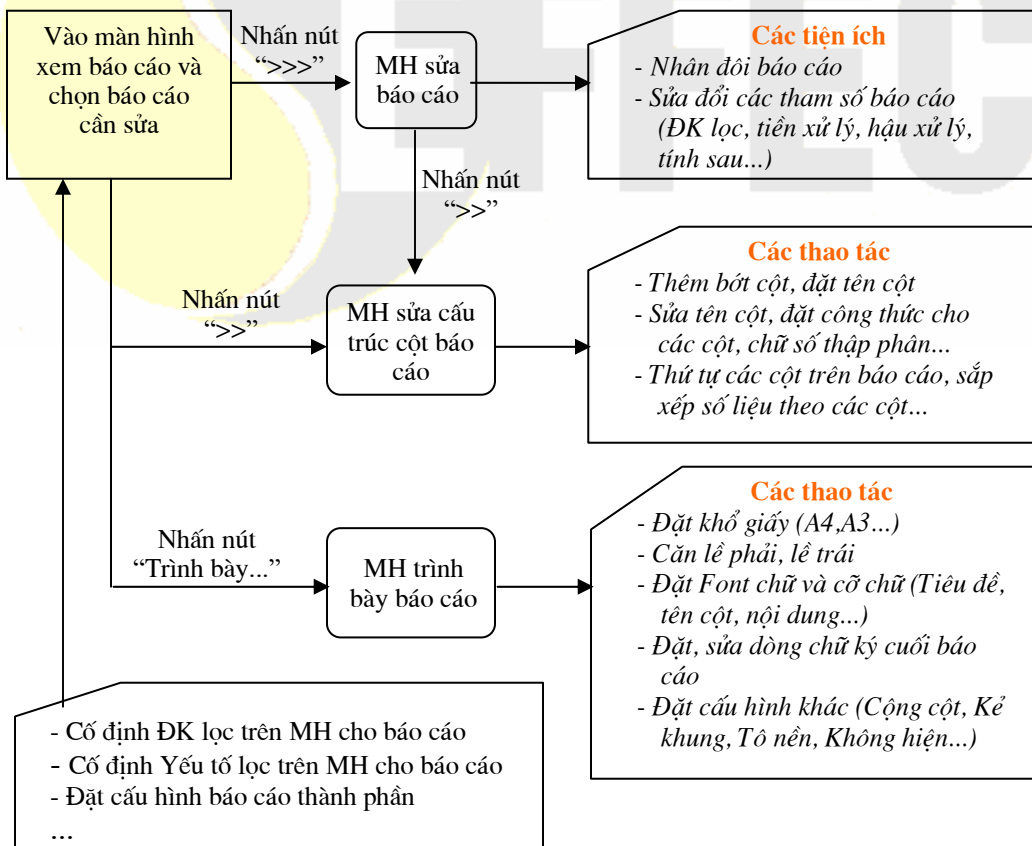 Vào màn hình
xem báo cáo và
chọn báo cáo
cần sửa
Nhấn nút
“>>>”
MH sửa
báo cáo
Các tiện ích
- Nhân đôi báo cáo
- Sửa đổi các tham số báo cáo
(ĐK lọc, tiền xử lý, hậu xử lý,
tính sau...)
Nhấn nút
“>>”
Nhấn nút
“>>”
MH sửa cấu
trúc cột báo
cáo
Các thao tác
- Thêm bớt cột, đặt tên cột
- Sửa tên cột, đặt công thức cho
các cột, chữ số thập phân...
- Thứ tự các cột trên báo cáo, sắp
xếp số liệu theo các cột...
Nhấn nút
“Trình bày...”
MH trình
bày báo cáo
Các thao tác
- Đặt khổ giấy (A4,A3...)
- Căn lề phải, lề trái
- Đặt Font chữ và cỡ chữ (Tiêu đề,
tên cột, nội dung...)
- Đặt, sửa dòng chữ ký cuối báo
cáo
- Đặt cấu hình khác (Cộng cột, Kẻ
khung, Tô nền, Không hiện...)
- Cố định ĐK lọc trên MH cho báo cáo
- Cố định Yếu tố lọc trên MH cho báo cáo
- Đặt cấu hình báo cáo thành phần
...